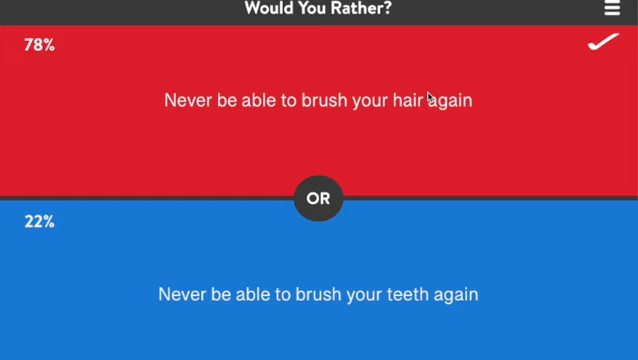 Would You Rather?
78%
Never be able to brush your hair again
OR
22%
Never be able to brush your teeth again